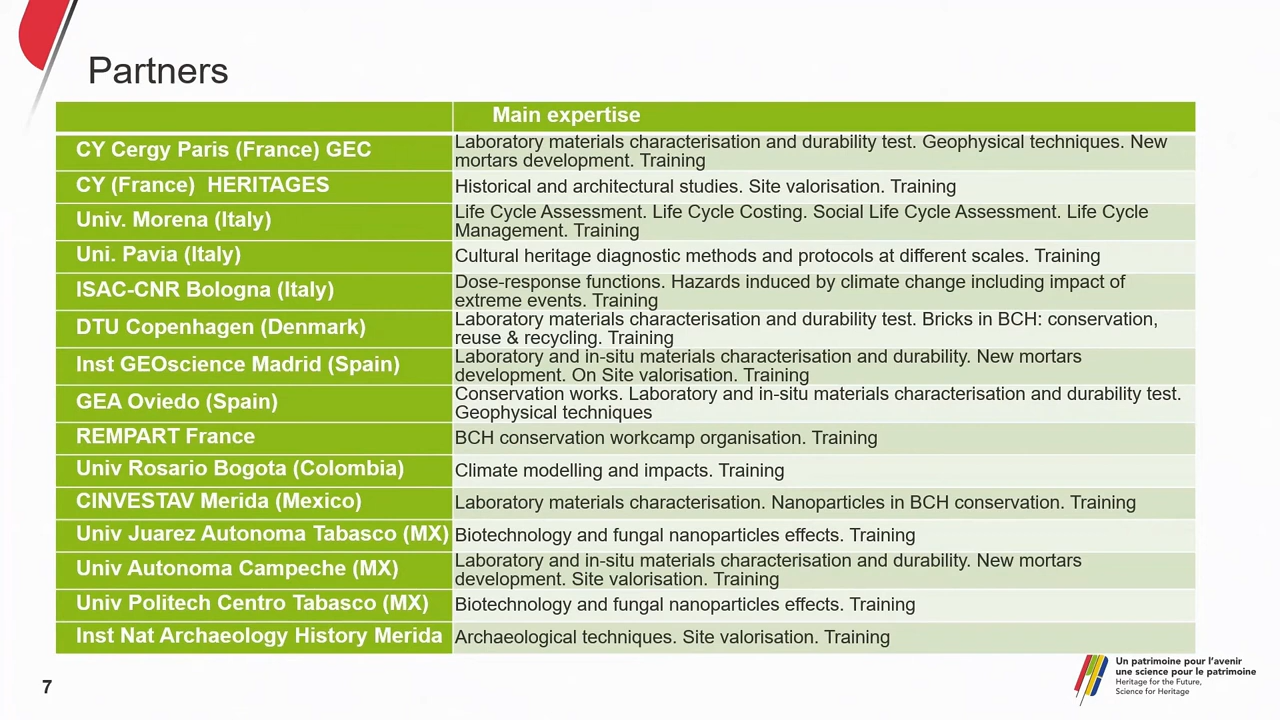 Partners
Main expertise
CY Cergy Paris (France) GEC
Laboratory materials characterisation and durability test. Geophysical techniques. New
mortars development. Training
CY (France) HERITAGES
Historical and architectural studies. Site valorisation. Training
Univ. Morena (Italy)
Life Cycle Assessment. Life Cycle Costing. Social Life Cycle Assessment. Life Cycle
Management. Training
Uni. Pavia (Italy)
Cultural heritage diagnostic methods and protocols at different scales. Training
ISAC-CNR Bologna (Italy)
Dose-response functions. Hazards induced by climate change including impact of
extreme events. Training
DTU Copenhagen (Denmark)
Laboratory materials characterisation and durability test. Bricks in BCH: conservation,
reuse & recycling. Training
Inst GEOscience Madrid (Spain)
Laboratory and in-situ materials characterisation and durability. New mortars
development. On Site valorisation. Training
GEA Oviedo (Spain)
Conservation works. Laboratory and in-situ materials characterisation and durability test.
Geophysical techniques
REMPART France
BCH conservation workcamp organisation. Training
Univ Rosario Bogota (Colombia)
Climate modelling and impacts. Training
CINVESTAV Merida (Mexico)
Laboratory materials characterisation. Nanoparticles in BCH conservation. Training
Univ Juarez Autonoma Tabasco (MX)
Biotechnology and fungal nanoparticles effects. Training
Univ Autonoma Campeche (MX)
Laboratory and in-situ materials characterisation and durability. New mortars
development. Site valorisation. Training
Univ Politech Centro Tabasco (MX)
Biotechnology and fungal nanoparticles effects. Training
Inst Nat Archaeology History Merida
Archaeological techniques. Site valorisation. Training
7
Un patrimoine pour l'avenir
une science pour le patrimoine
Heritage for the Future,
Science for Heritage